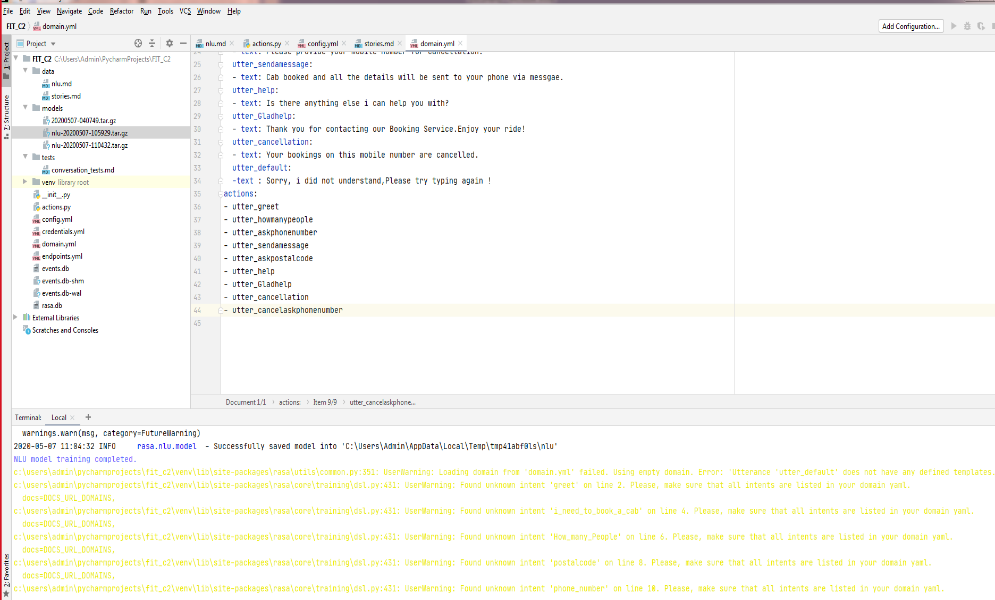 File Edit View Navigate Code Refactor Run Tools VCS Window Help
FIT_C2 domain.yml Add Configuration...
Project nlu.md actions.py config.yml stories.md domain.yml
1: Project
Z: Structure
2: Favorites
FIT_C2 C:\Users\Admin\PycharmProjects\FIT_C2
data
nlu.md
stories.md
models
20200507-040749.tar.gz
nlu-20200507-105929.tar.gz
nlu-20200507-110432.tar.gz
tests
conversation_tests.md
venv library root
__init__.py
actions.py
config.yml
credentials.yml
domain.yml
endpoints.yml
events.db
events.db-shm
events.db-wal
rasa.db
External Libraries
Scratches and Consoles
24 - text: Please provide your mobile number for cancellation.
25 utter_sendamessage:
26 - text: Cab booked and all the details will be sent to your phone via messgae.
27 utter_help:
28 - text: Is there anything else i can help you with?
29 utter_Gladhelp:
30 - text: Thank you for contacting our Booking Service.Enjoy your ride!
31 utter_cancellation:
32 - text: Your bookings on this mobile number are cancelled.
33 utter_default:
34 -text : Sorry, i did not understand,Please try typing again !
35 actions:
36 - utter_greet
37 - utter_howmanypeople
38 - utter_askphonenumber
39 - utter_sendamessage
40 - utter_askpostalcode
41 - utter_help
42 - utter_Gladhelp
43 - utter_cancellation
44 - utter_cancelaskphonenumber
45
Document 1/1 › actions: › Item 9/9 › utter_cancelaskphone...
Terminal: Local +
warnings.warn(msg, category=FutureWarning)
2020-05-07 11:04:32 INFO rasa.nlu.model - Successfully saved model into 'C:\Users\Admin\AppData\Local\Temp\tmp41abf0ls\nlu'
NLU model training completed.
c:\users\admin\pycharmprojects\fit_c2\venv\lib\site-packages\rasa\utils\common.py:351: UserWarning: Loading domain from 'domain.yml' failed. Using empty domain. Error: 'Utterance 'utter_default' does not have any defined templates.
c:\users\admin\pycharmprojects\fit_c2\venv\lib\site-packages\rasa\core\training\dsl.py:431: UserWarning: Found unknown intent 'greet' on line 2. Please, make sure that all intents are listed in your domain yaml.
docs=DOCS_URL_DOMAINS,
c:\users\admin\pycharmprojects\fit_c2\venv\lib\site-packages\rasa\core\training\dsl.py:431: UserWarning: Found unknown intent 'i_need_to_book_a_cab' on line 4. Please, make sure that all intents are listed in your domain yaml.
docs=DOCS_URL_DOMAINS,
c:\users\admin\pycharmprojects\fit_c2\venv\lib\site-packages\rasa\core\training\dsl.py:431: UserWarning: Found unknown intent 'How_many_People' on line 6. Please, make sure that all intents are listed in your domain yaml.
docs=DOCS_URL_DOMAINS,
c:\users\admin\pycharmprojects\fit_c2\venv\lib\site-packages\rasa\core\training\dsl.py:431: UserWarning: Found unknown intent 'postalcode' on line 8. Please, make sure that all intents are listed in your domain yaml.
docs=DOCS_URL_DOMAINS,
c:\users\admin\pycharmprojects\fit_c2\venv\lib\site-packages\rasa\core\training\dsl.py:431: UserWarning: Found unknown intent 'phone_number' on line 10. Please, make sure that all intents are listed in your domain yaml.